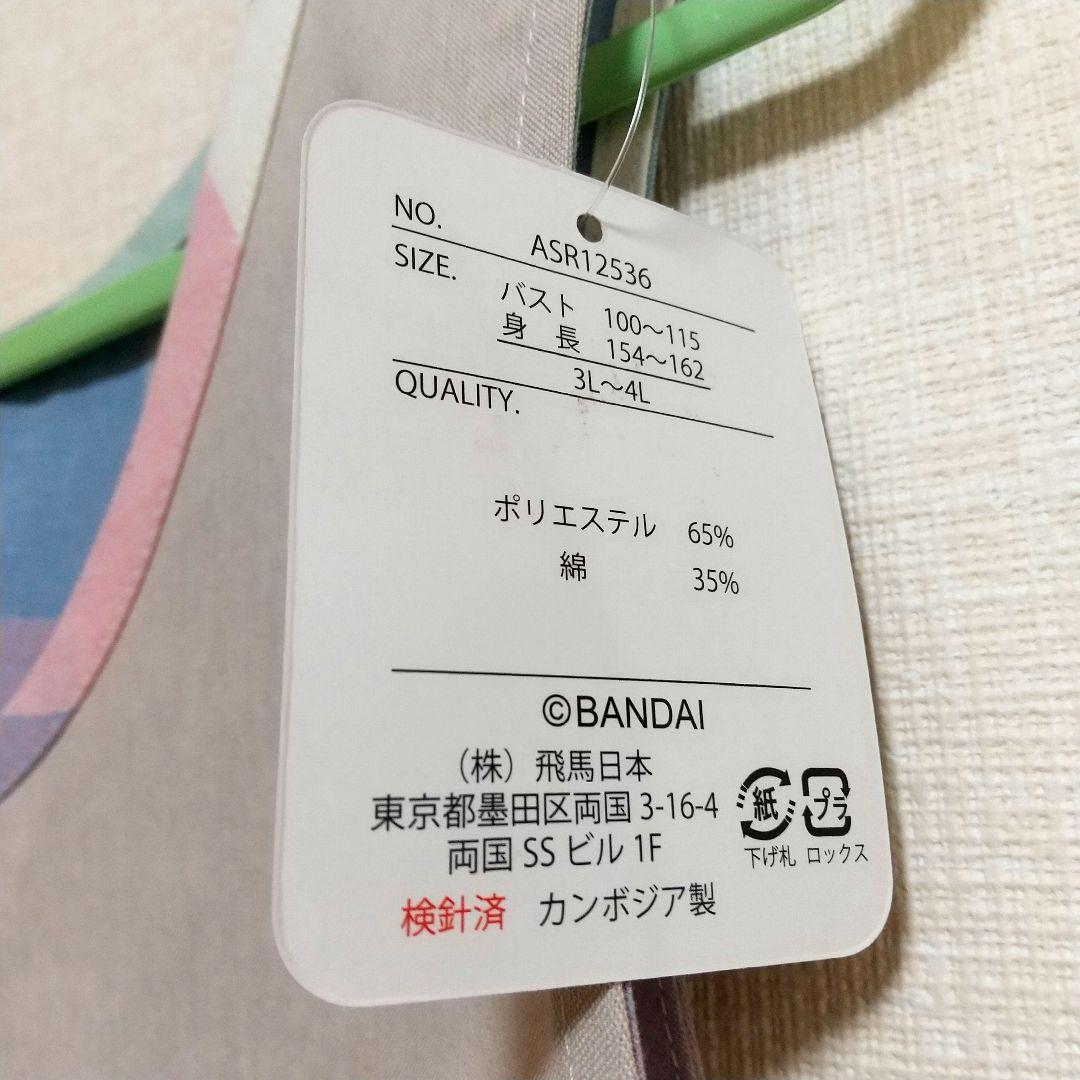 NO. ASR12536
SIZE. バスト 100～115
身 長 154～162
3L～4L
QUALITY.
ポリエステル 65%
綿 35%
©BANDAI
（株）飛馬日本
東京都墨田区両国 3-16-4
両国 SS ビル 1F
紙 プラ
下げ札 ロックス
検針済 カンボジア製